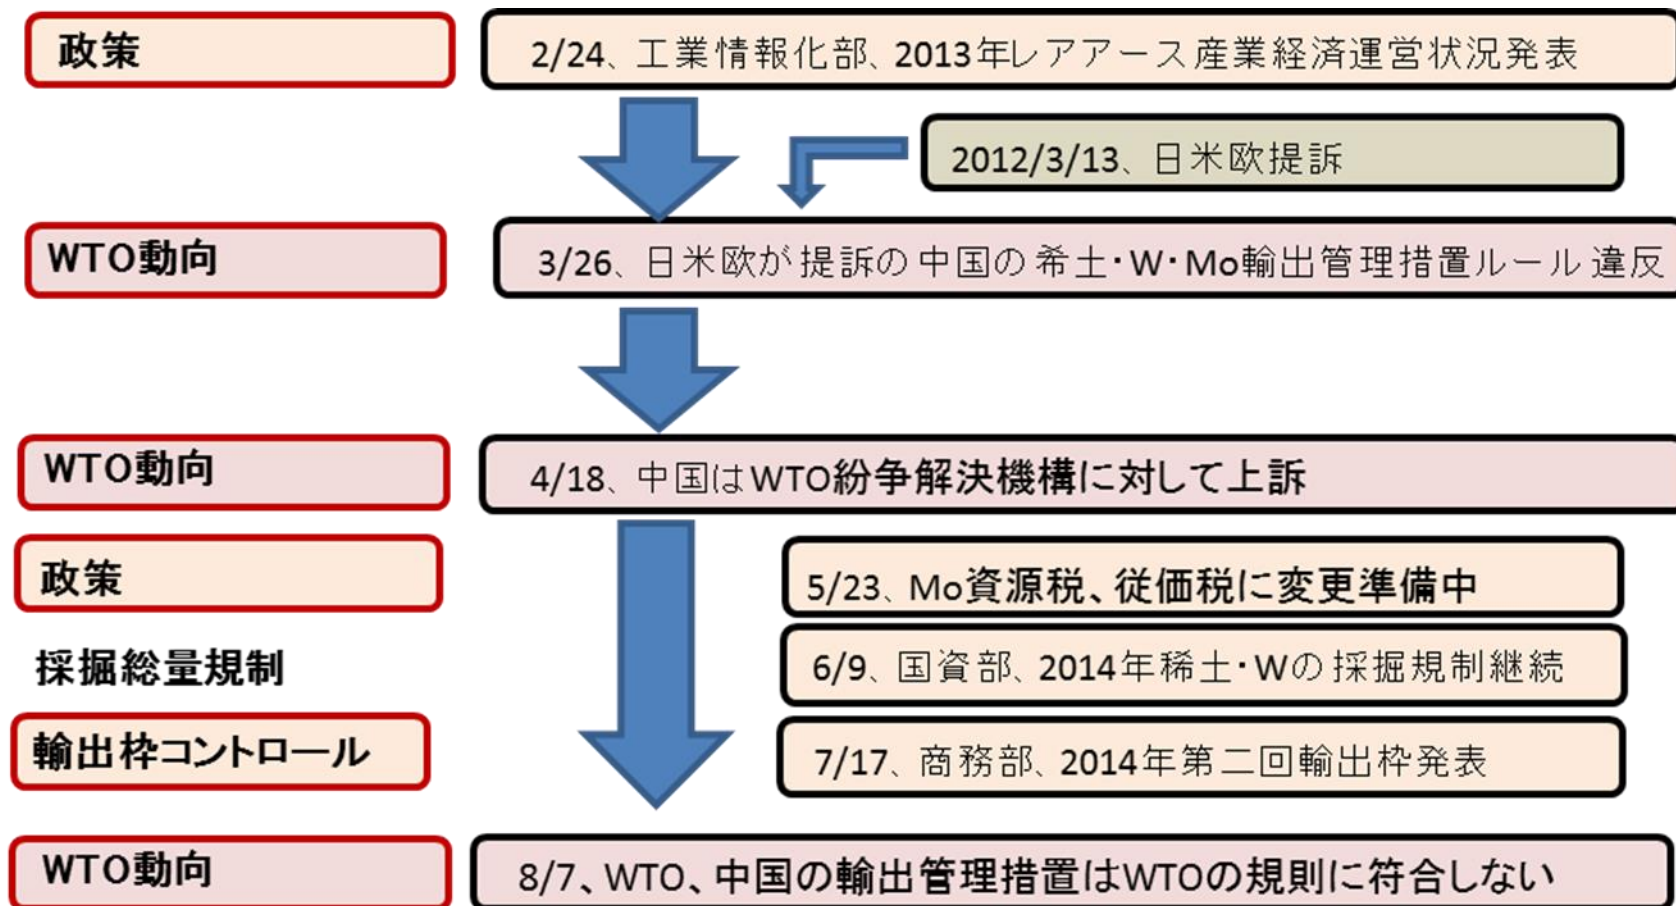 政策
2/24、工業情報化部、2013年レアアース産業経済運営状況発表
2012/3/13、日米欧提訴
WTO動向
3/26、日米欧が提訴の中国の希土・W・Mo輸出管理措置ルール違反
WTO動向
4/18、中国はWTO紛争解決機構に対して上訴
政策
5/23、Mo資源税、従価税に変更準備中
採掘総量規制
6/9、国資部、2014年稀土・Wの採掘規制継続
輸出枠コントロール
7/17、商務部、2014年第二回輸出枠発表
WTO動向
8/7、WTO、中国の輸出管理措置はWTOの規則に符合しない